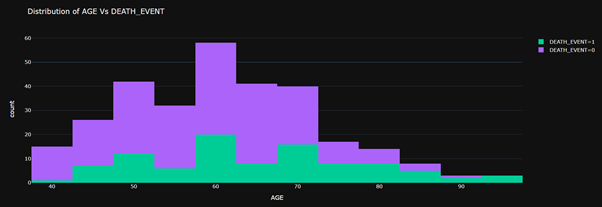 Distribution of AGE Vs DEATH_EVENT
60
50
40
30
20
10
0
count
40
50
60
70
80
90
AGE
DEATH_EVENT=1
DEATH_EVENT=0